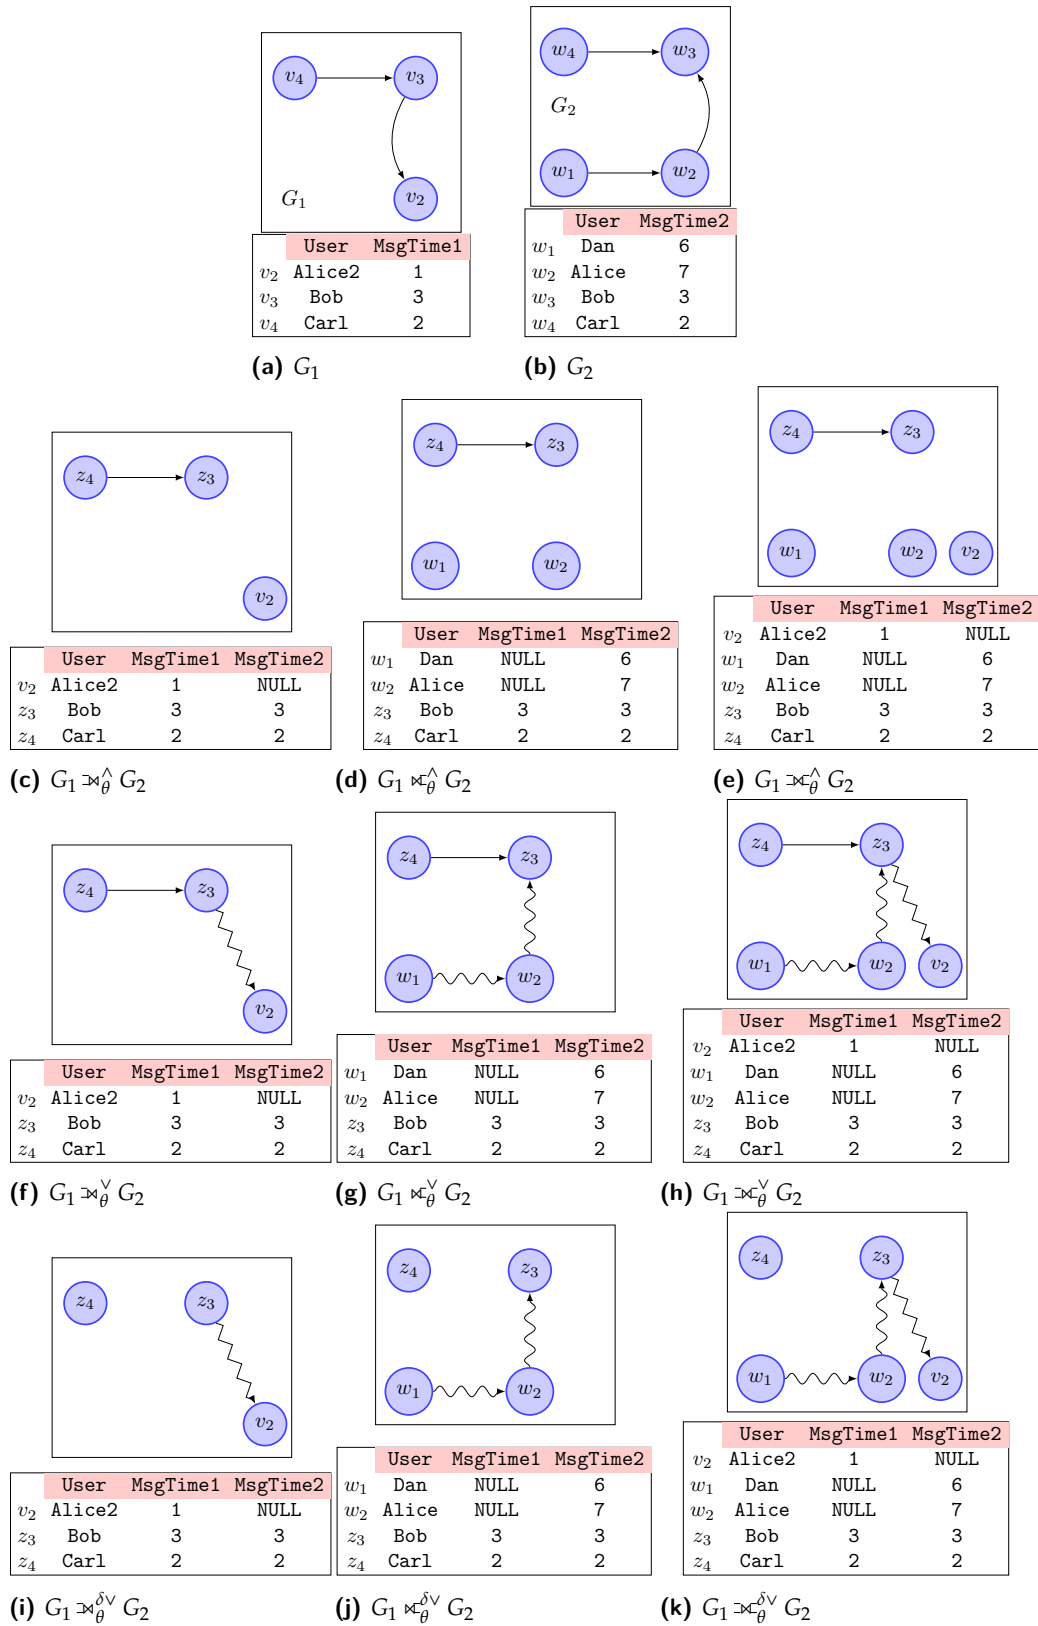 v₄ v₃
v₂
G₁
User MsgTime1
v₂ Alice2 1
v₃ Bob 3
v₄ Carl 2
(a) G₁
w₄ w₃
G₂
w₁ w₂
User MsgTime2
w₁ Dan 6
w₂ Alice 7
w₃ Bob 3
w₄ Carl 2
(b) G₂
z₄ z₃
v₂
User MsgTime1 MsgTime2
v₂ Alice2 1 NULL
z₃ Bob 3 3
z₄ Carl 2 2
(c) G₁ ⟕^∧_θ G₂
z₄ z₃
w₁ w₂
User MsgTime1 MsgTime2
w₁ Dan NULL 6
w₂ Alice NULL 7
z₃ Bob 3 3
z₄ Carl 2 2
(d) G₁ ⟖^∧_θ G₂
z₄ z₃
w₁ w₂ v₂
User MsgTime1 MsgTime2
v₂ Alice2 1 NULL
w₁ Dan NULL 6
w₂ Alice NULL 7
z₃ Bob 3 3
z₄ Carl 2 2
(e) G₁ ⟗^∧_θ G₂
z₄ z₃
v₂
User MsgTime1 MsgTime2
v₂ Alice2 1 NULL
z₃ Bob 3 3
z₄ Carl 2 2
(f) G₁ ⟕^∨_θ G₂
z₄ z₃
w₁ w₂
User MsgTime1 MsgTime2
w₁ Dan NULL 6
w₂ Alice NULL 7
z₃ Bob 3 3
z₄ Carl 2 2
(g) G₁ ⟖^∨_θ G₂
z₄ z₃
w₁ w₂ v₂
User MsgTime1 MsgTime2
v₂ Alice2 1 NULL
w₁ Dan NULL 6
w₂ Alice NULL 7
z₃ Bob 3 3
z₄ Carl 2 2
(h) G₁ ⟗^∨_θ G₂
z₄ z₃
v₂
User MsgTime1 MsgTime2
v₂ Alice2 1 NULL
z₃ Bob 3 3
z₄ Carl 2 2
(i) G₁ ⟕^δ∨_θ G₂
z₄ z₃
w₁ w₂
User MsgTime1 MsgTime2
w₁ Dan NULL 6
w₂ Alice NULL 7
z₃ Bob 3 3
z₄ Carl 2 2
(j) G₁ ⟖^δ∨_θ G₂
z₄ z₃
w₁ w₂ v₂
User MsgTime1 MsgTime2
v₂ Alice2 1 NULL
w₁ Dan NULL 6
w₂ Alice NULL 7
z₃ Bob 3 3
z₄ Carl 2 2
(k) G₁ ⟗^δ∨_θ G₂